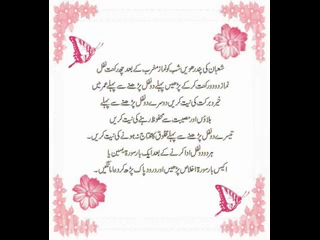 شعبان کی پندرھویں شب کو نماز مغرب کے بعد چھ رکعت نفل
نماز دو دو رکعت کر کے پڑھیں پہلے دو نفل پڑھنے سے پہلے عمر میں
خیر و برکت کی نیت کریں دوسرے دو نفل پڑھنے سے پہلے
بلاؤں اور مصیبت سے محفوظ رہنے کی نیت کریں
تیسرے دو نفل پڑھنے سے پہلے مخلوق کا محتاج نہ ہونے کی نیت کریں۔
ہر دو دو نفل ادا کرنے کے بعد ایک بار سورۃ یٰسین یا
اکیس بار سورۃ اخلاص پڑھیں اور درود پاک پڑھ کر دعا مانگیں۔